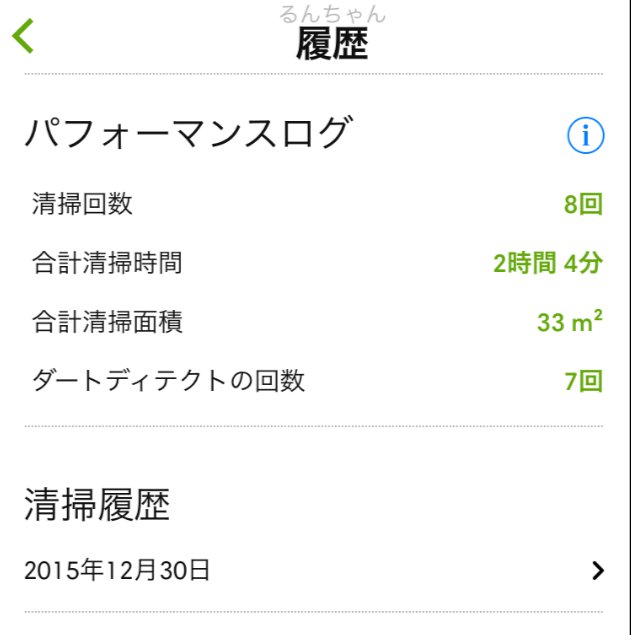 るんちゃん
履歴
パフォーマンスログ
i
清掃回数 8回
合計清掃時間 2時間 4分
合計清掃面積 33 m²
ダートディテクトの回数 7回
清掃履歴
2015年12月30日